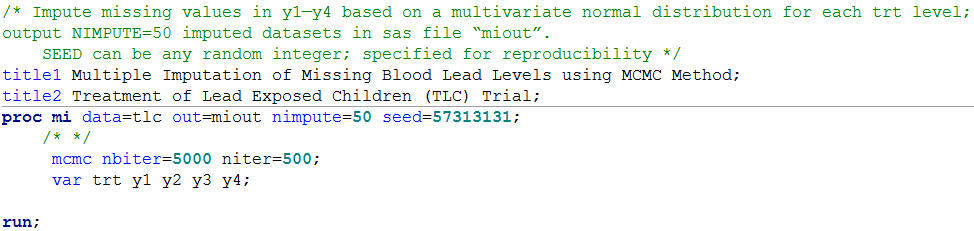 /* Impute missing values in y1—y4 based on a multivariate normal distribution for each trt level;
output NIMPUTE=50 imputed datasets in sas file “miout”.
SEED can be any random integer; specified for reproducibility */
title1 Multiple Imputation of Missing Blood Lead Levels using MCMC Method;
title2 Treatment of Lead Exposed Children (TLC) Trial;
proc mi data=tlc out=miout nimpute=50 seed=57313131;
/* */
mcmc nbiter=5000 niter=500;
var trt y1 y2 y3 y4;
run;